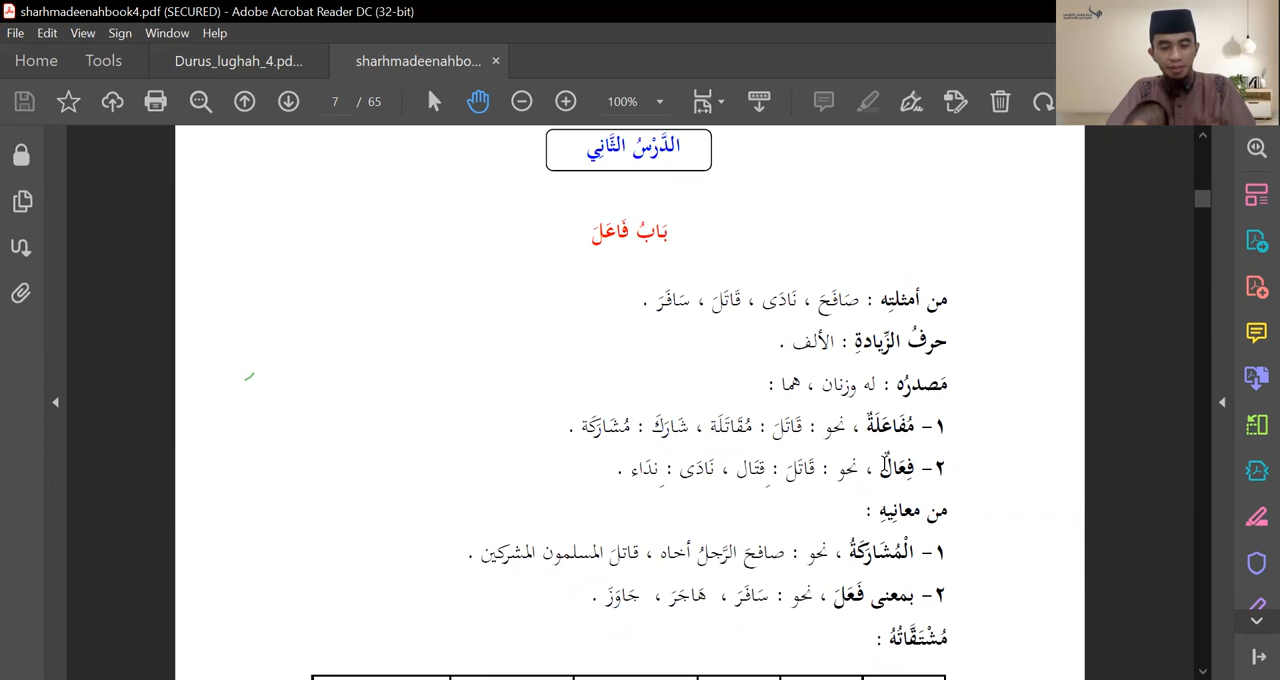 sharhmadeenahbook4.pdf (SECURED) - Adobe Acrobat Reader DC (32-bit)
File Edit View Sign Window Help
Home Tools Durus_lughah_4.pd... sharhmadeenahbo... ×
7 / 65 100%
الدَّرْسُ الثَّانِي
بَابُ فَاعَلَ
من أمثلتِه : صَافَحَ ، نَادَى ، قَاتَلَ ، سَافَرَ .
حرفُ الزِّيادةِ : الألف .
مَصدرُه : له وزنان ، هما :
١- مُفَاعَلَةٌ ، نحو : قَاتَلَ : مُقَاتَلَة ، شَارَكَ : مُشَارَكَة .
٢- فِعَالٌ ، نحو : قَاتَلَ : قِتَال ، نَادَى : نِدَاء .
من معانِيهِ :
١- الْمُشَارَكَةُ ، نحو : صافحَ الرَّجلُ أخاه ، قاتلَ المسلمون المشركين .
٢- بمعنى فَعَلَ ، نحو : سَافَرَ ، هَاجَرَ ، جَاوَزَ .
مُشْتَقَّاتُهُ :